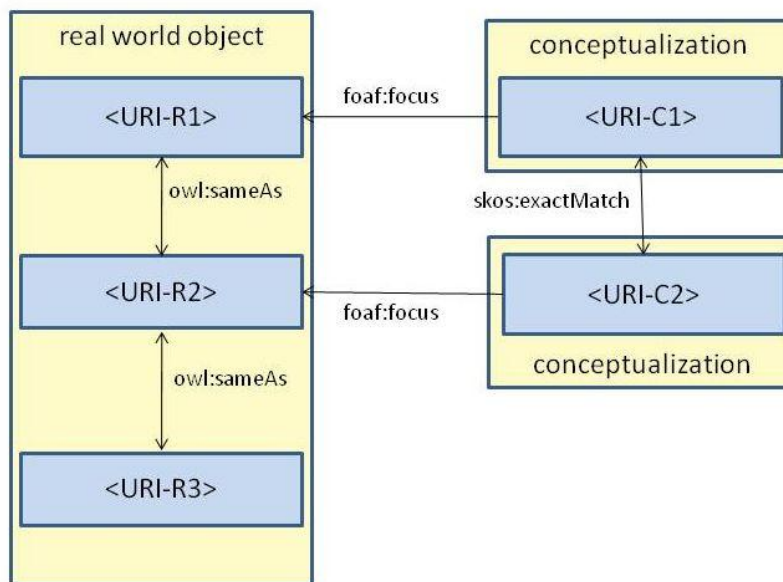 real world object
conceptualization
<URI-R1>
foaf:focus
<URI-C1>
owl:sameAs
skos:exactMatch
<URI-R2>
foaf:focus
<URI-C2>
conceptualization
owl:sameAs
<URI-R3>